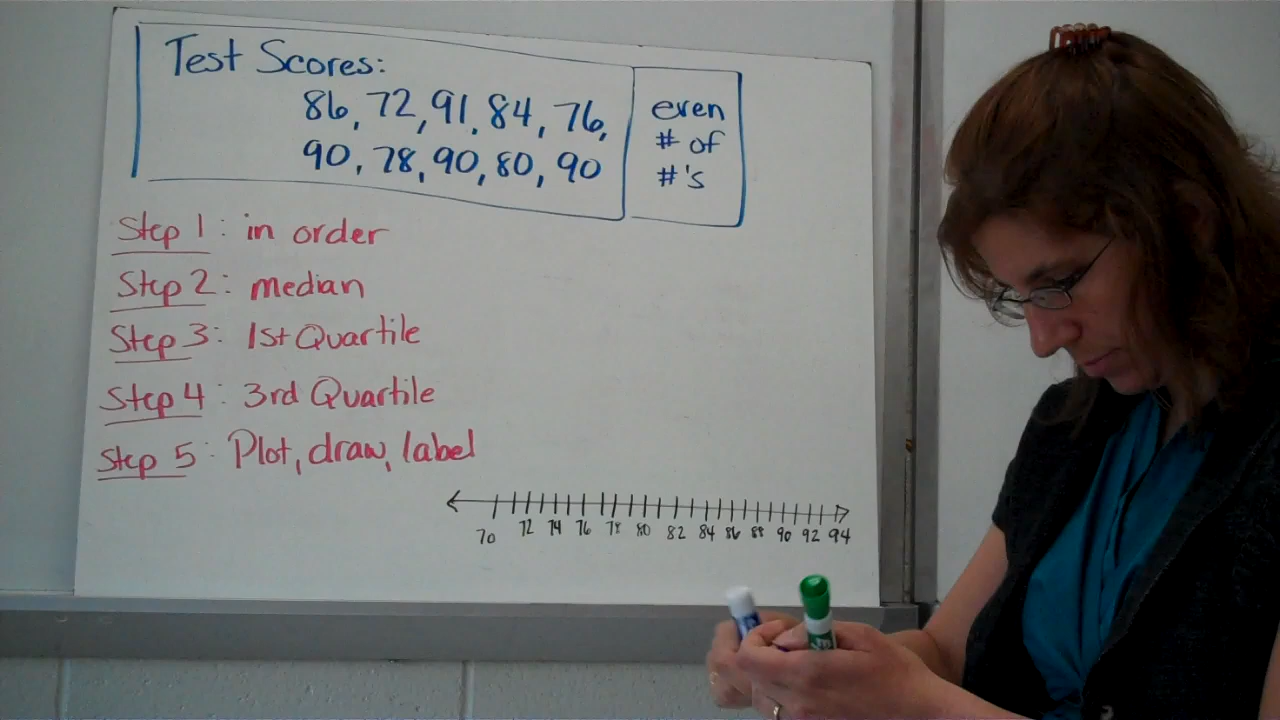 Test Scores:
86, 72, 91, 84, 76,
90, 78, 90, 80, 90
even
# of
#'s
Step 1: in order
Step 2: median
Step 3: 1st Quartile
Step 4: 3rd Quartile
Step 5: Plot, draw, label
70 72 74 76 78 80 82 84 86 88 90 92 94